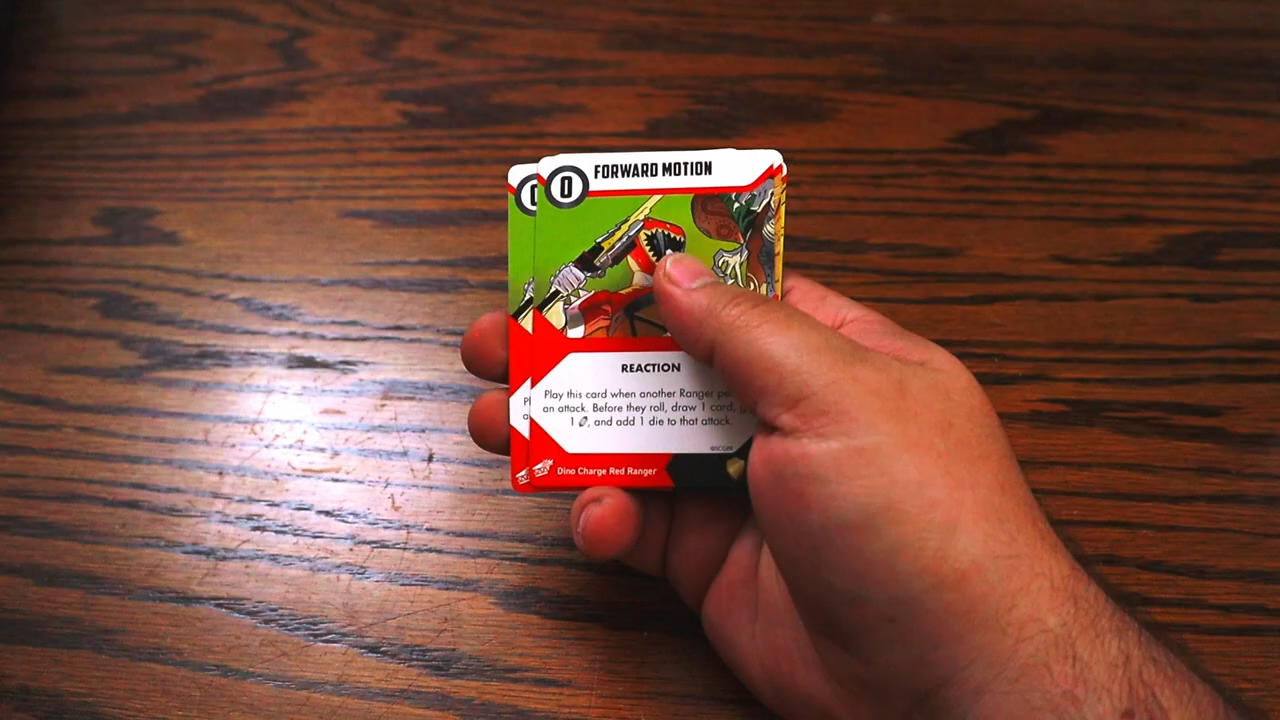 0
FORWARD MOTION
REACTION
Play this card when another Ranger
an attack. Before they roll, draw 1 card,
1, and add 1 die to that attack.
Dino Charge Red Ranger